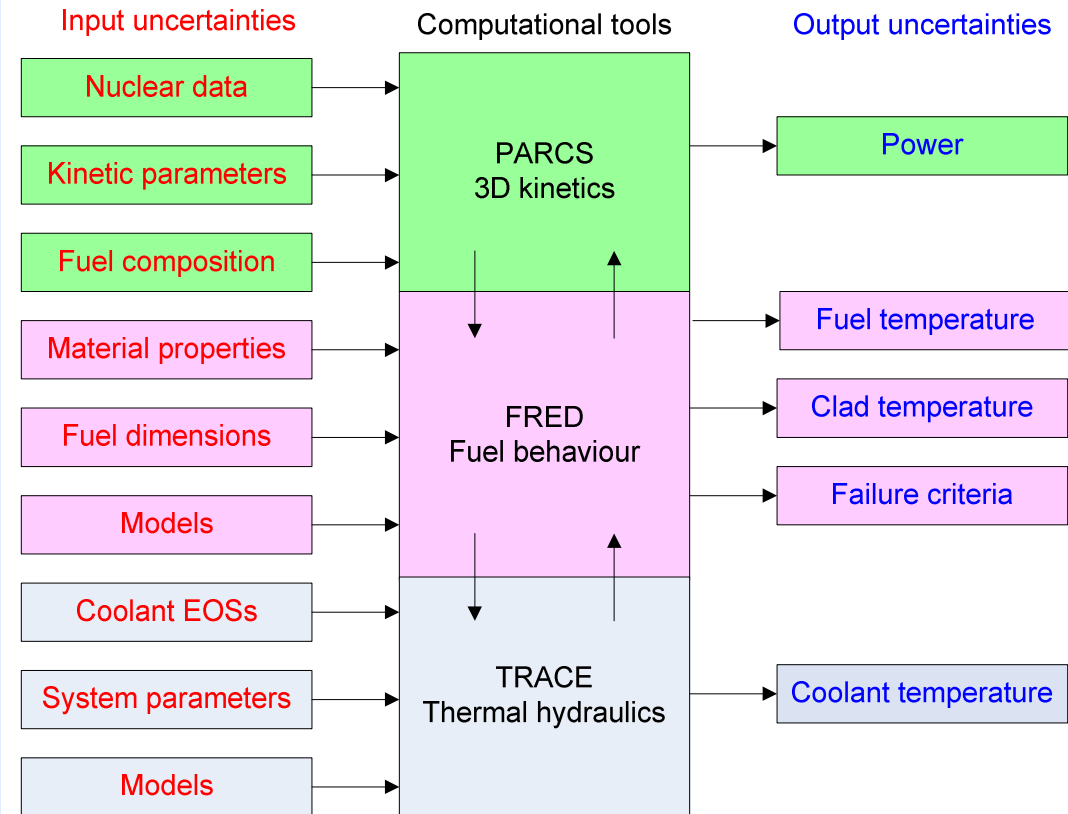 Input uncertainties
Computational tools
Output uncertainties
Nuclear data
Kinetic parameters
Fuel composition
Material properties
Fuel dimensions
Models
Coolant EOSs
System parameters
Models
PARCS
3D kinetics
FRED
Fuel behaviour
TRACE
Thermal hydraulics
Power
Fuel temperature
Clad temperature
Failure criteria
Coolant temperature